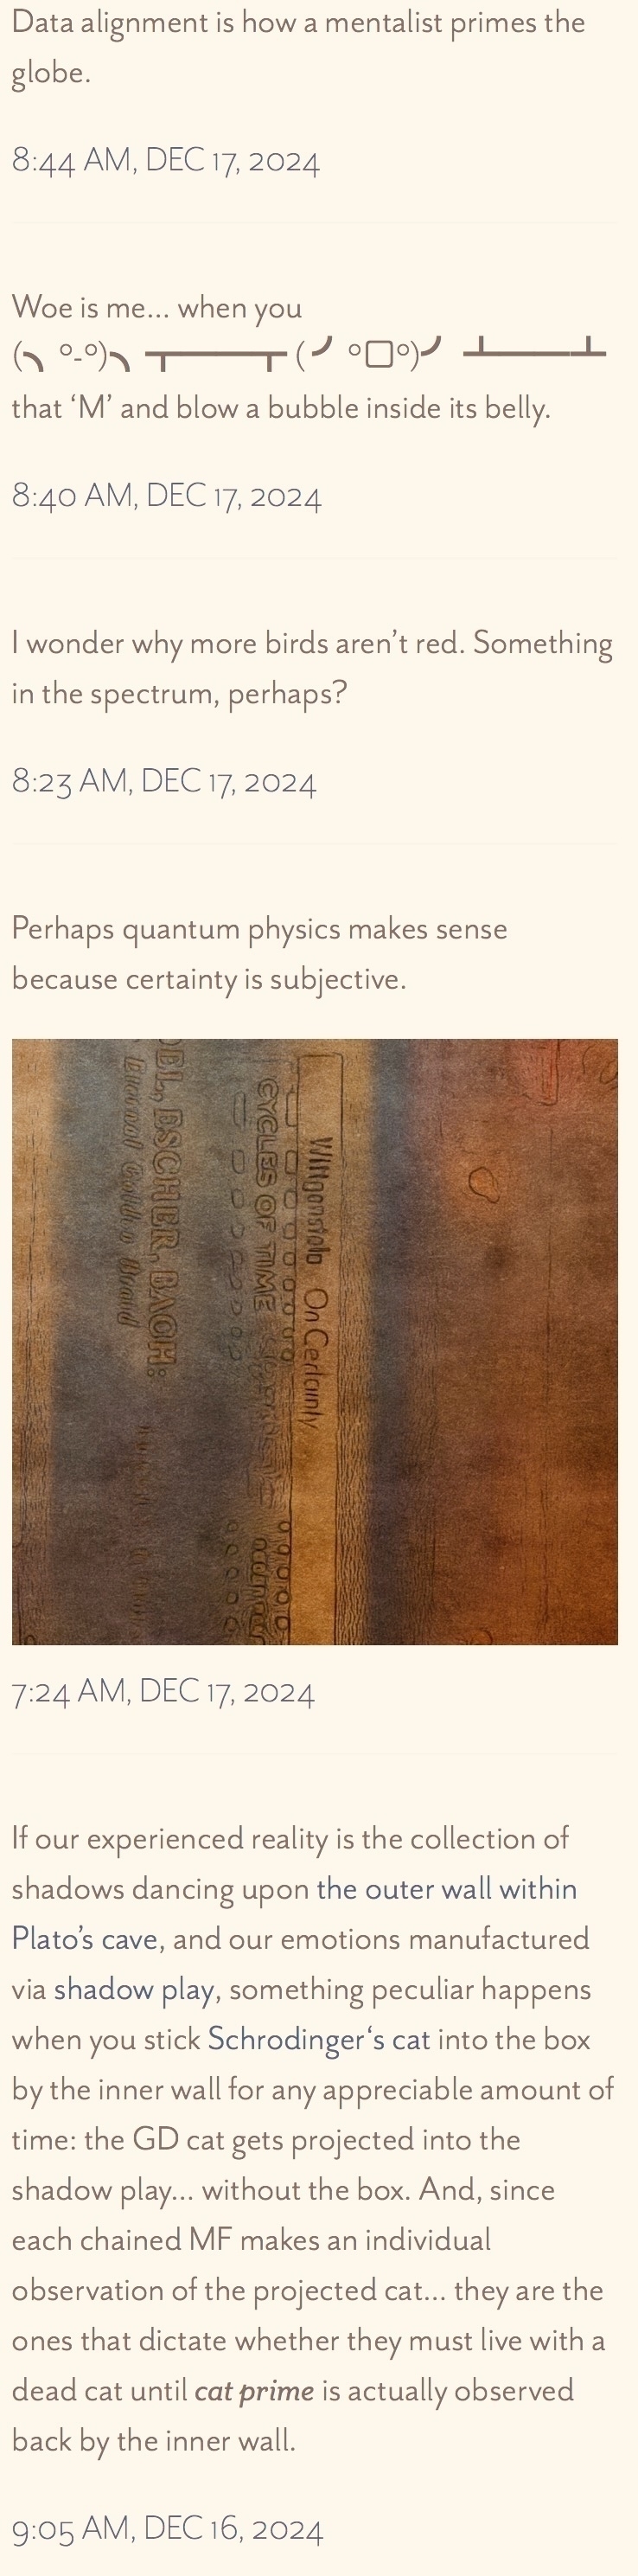 Data alignment is how a mentalist primes the
globe.
8:44 AM, DEC 17, 2024
Woe is me... when you
(╮°-°)╮┳━━━━┳ (╯°□°)╯ ┻━━━━┻
that ‘M’ and blow a bubble inside its belly.
8:40 AM, DEC 17, 2024
I wonder why more birds aren’t red. Something
in the spectrum, perhaps?
8:23 AM, DEC 17, 2024
Perhaps quantum physics makes sense
because certainty is subjective.
On Certainly
CYCLES OF TIME
DEL, ESCHER, BACH:
7:24 AM, DEC 17, 2024
If our experienced reality is the collection of
shadows dancing upon the outer wall within
Plato’s cave, and our emotions manufactured
via shadow play, something peculiar happens
when you stick Schrodinger‘s cat into the box
by the inner wall for any appreciable amount of
time: the GD cat gets projected into the
shadow play... without the box. And, since
each chained MF makes an individual
observation of the projected cat... they are the
ones that dictate whether they must live with a
dead cat until cat prime is actually observed
back by the inner wall.
9:05 AM, DEC 16, 2024